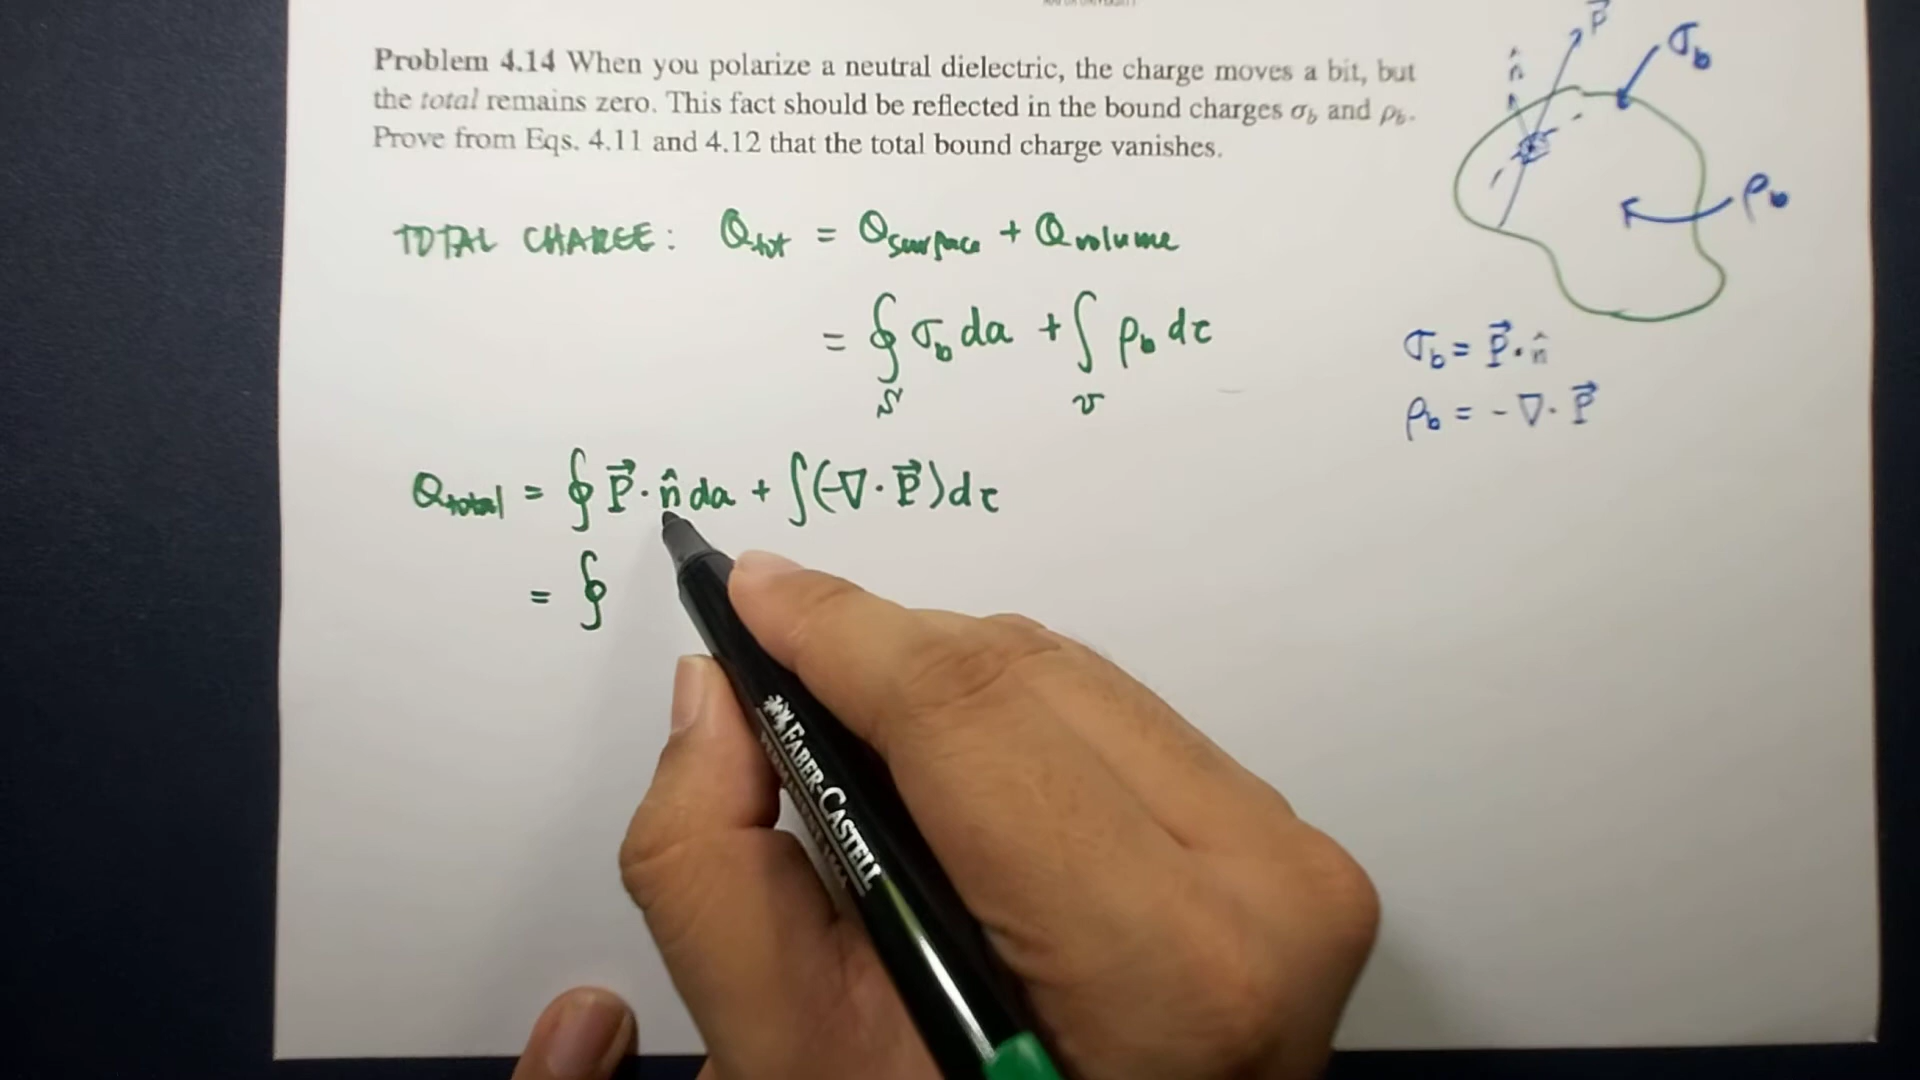 Problem 4.14 When you polarize a neutral dielectric, the charge moves a bit, but
the total remains zero. This fact should be reflected in the bound charges σb and ρb.
Prove from Eqs. 4.11 and 4.12 that the total bound charge vanishes.
TOTAL CHARGE: Qtot = Qsurface + Qvolume
= ∮S σb da + ∫v ρb dτ
Qtotal = ∮ P⃗ · n̂ da + ∫(-∇ · P⃗) dτ
= ∮
P⃗
n̂
σb
ρb
σb = P⃗ · n̂
ρb = - ∇ · P⃗
FABER-CASTELL